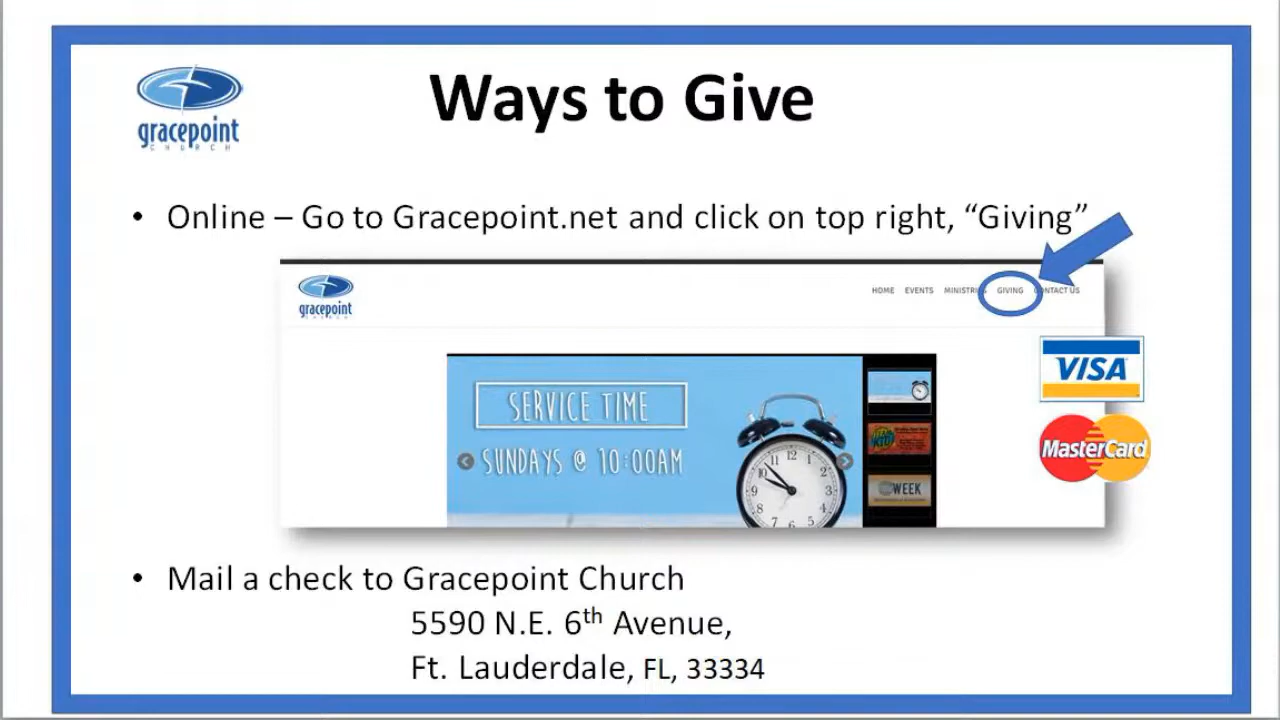 gracepoint
CHURCH
Ways to Give
• Online – Go to Gracepoint.net and click on top right, “Giving”
gracepoint
CHURCH
HOME EVENTS MINISTRIES GIVING CONTACT US
SERVICE TIME
SUNDAYS @ 10:00AM
VISA
MasterCard
WEEK
• Mail a check to Gracepoint Church
5590 N.E. 6th Avenue,
Ft. Lauderdale, FL, 33334